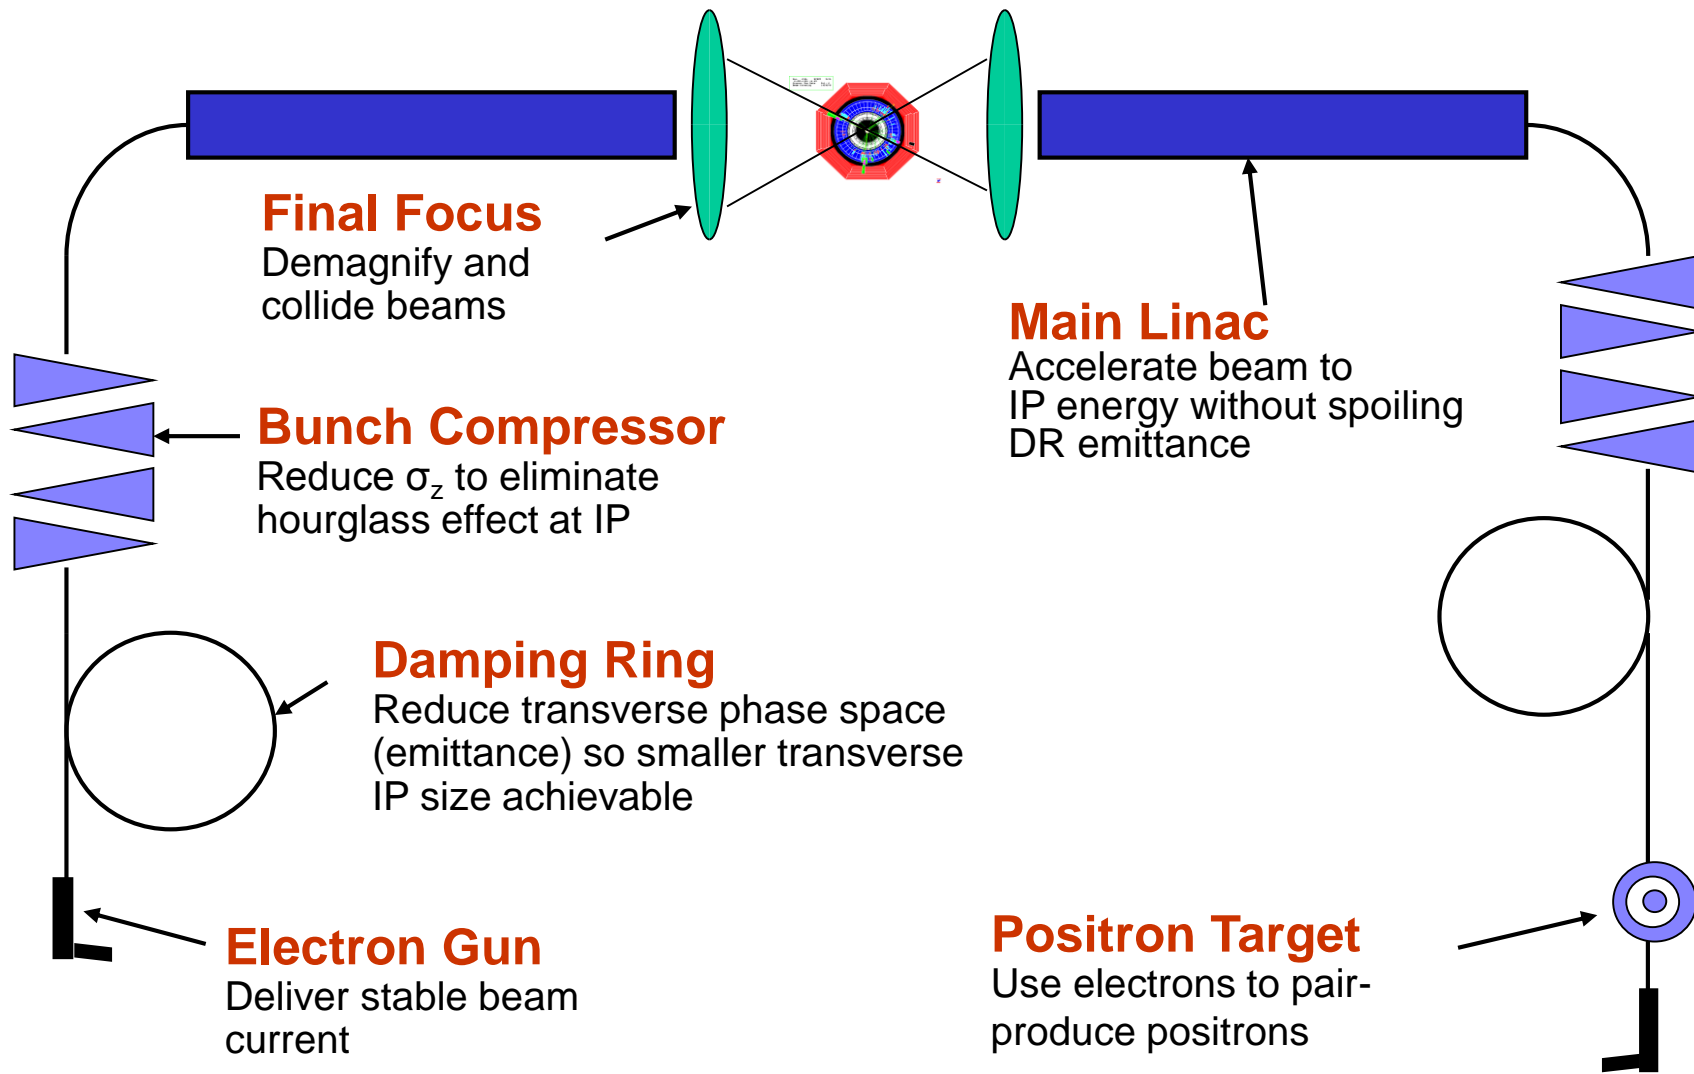 Final Focus
Demagnify and
collide beams
Main Linac
Accelerate beam to
IP energy without spoiling
DR emittance
Bunch Compressor
Reduce σz to eliminate
hourglass effect at IP
Damping Ring
Reduce transverse phase space
(emittance) so smaller transverse
IP size achievable
Electron Gun
Deliver stable beam
current
Positron Target
Use electrons to pair-
produce positrons